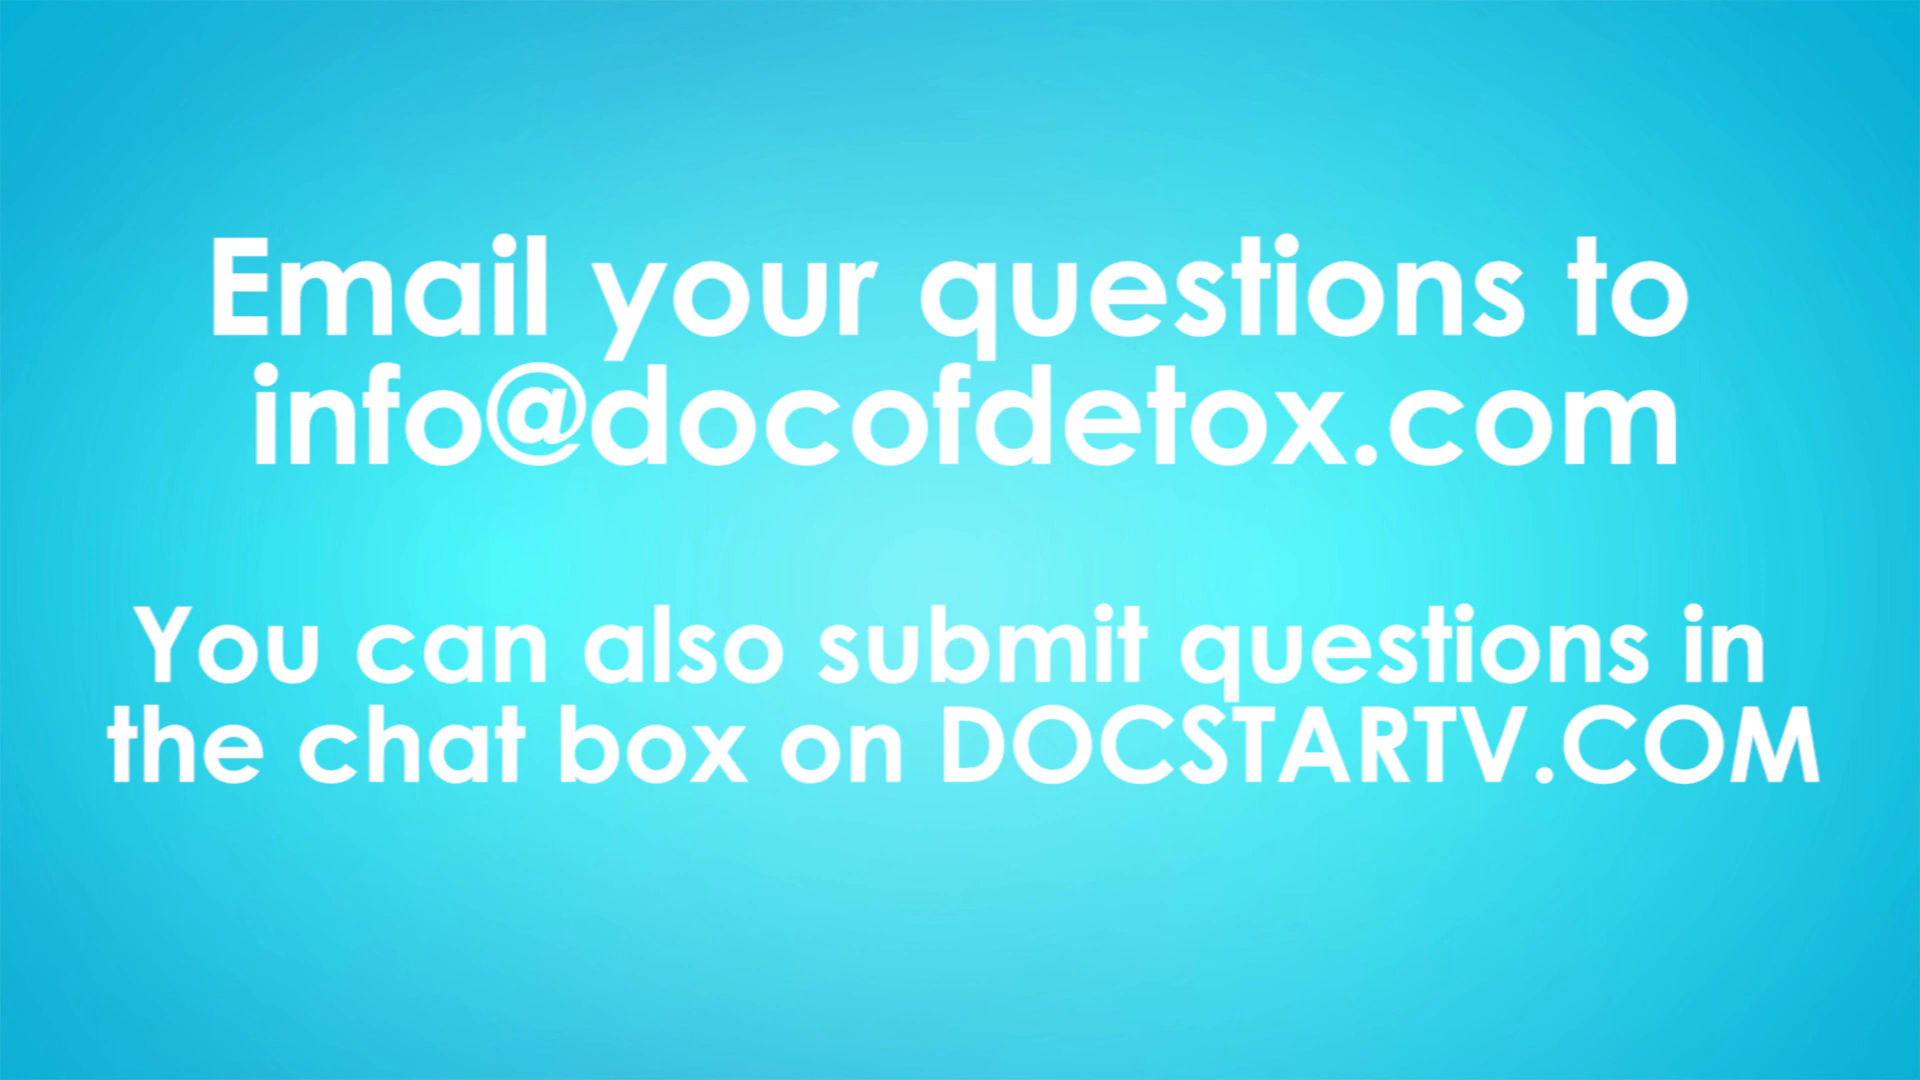 Email your questions to
info@docofdetox.com
You can also submit questions in
the chat box on DOCSTARTV.COM